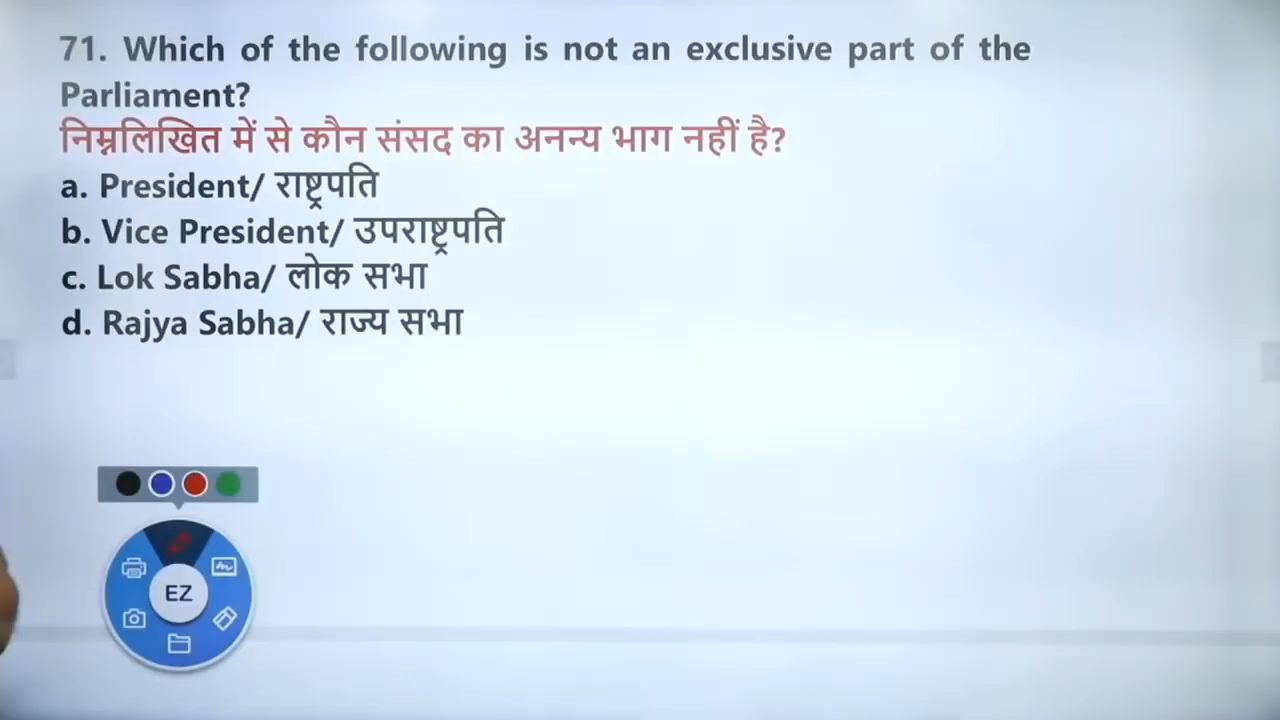 71. Which of the following is not an exclusive part of the
Parliament?
निम्नलिखित में से कौन संसद का अनन्य भाग नहीं है?
a. President/ राष्ट्रपति
b. Vice President/ उपराष्ट्रपति
c. Lok Sabha/ लोक सभा
d. Rajya Sabha/ राज्य सभा
EZ